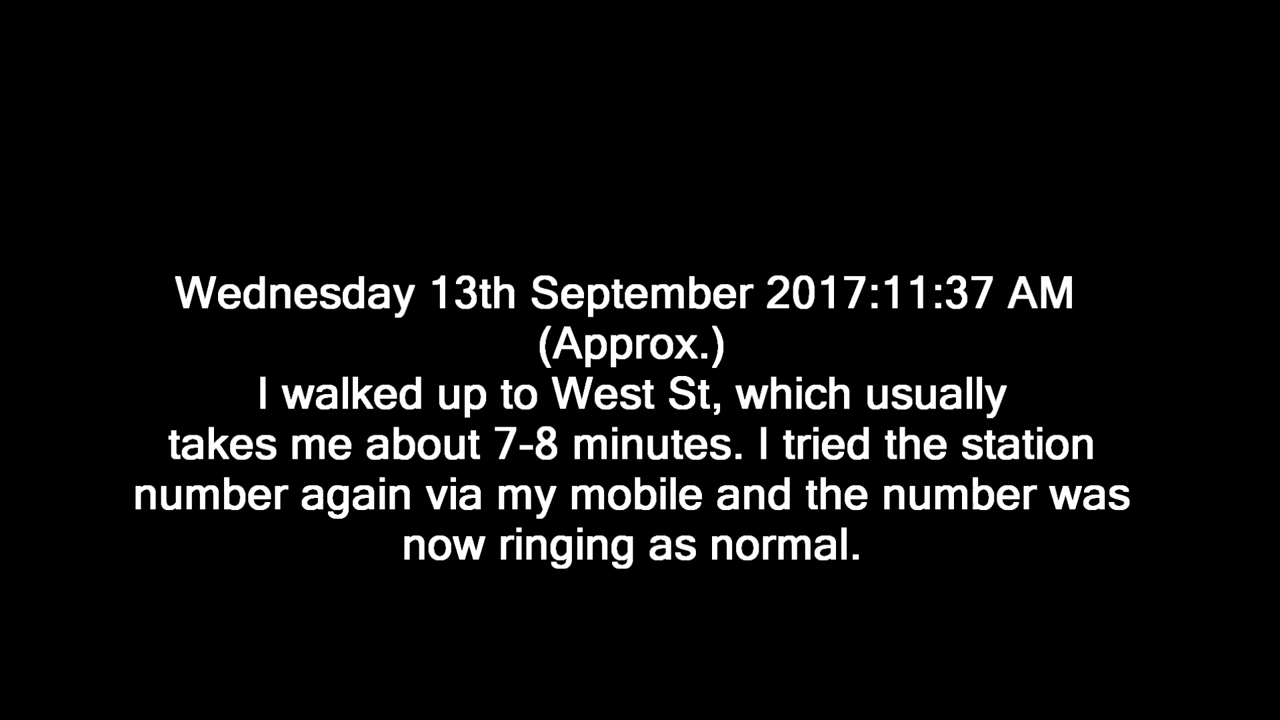 Wednesday 13th September 2017:11:37 AM
(Approx.)
I walked up to West St, which usually
takes me about 7-8 minutes. I tried the station
number again via my mobile and the number was
now ringing as normal.